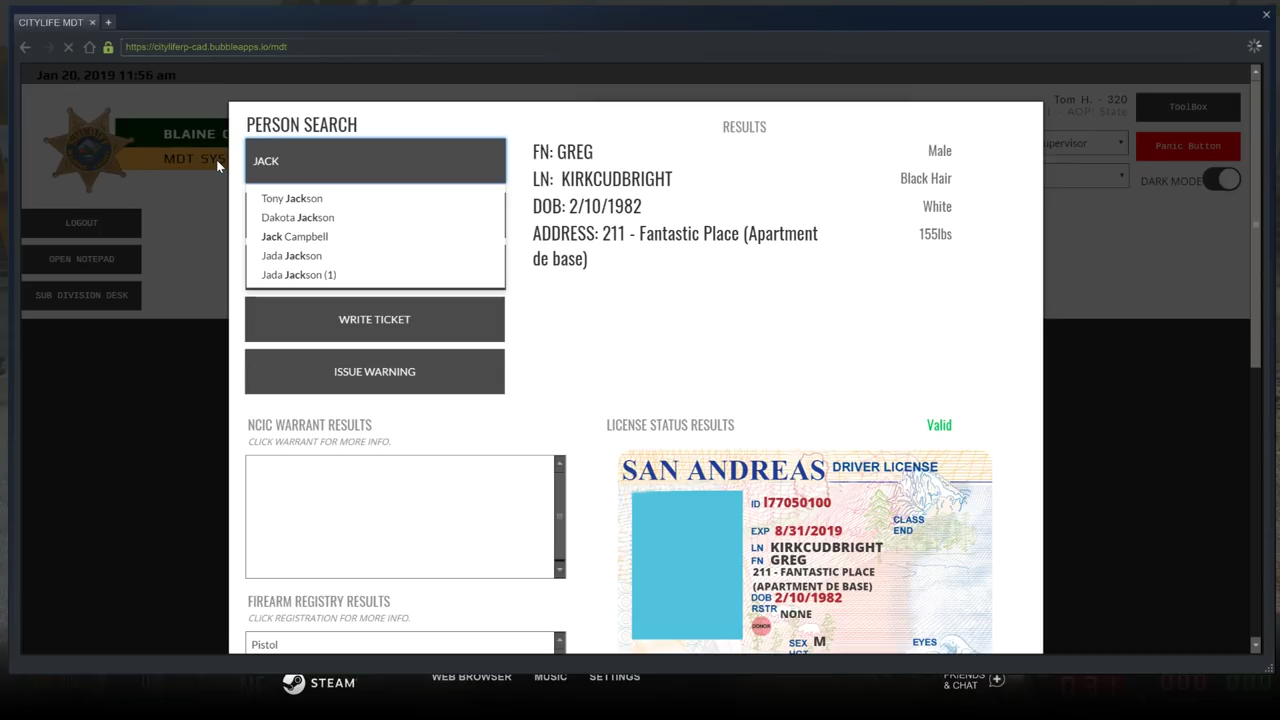 CITYLIFE MDT
https://cityliferp-cad.bubbleapps.io/mdt
Jan 20, 2019 11:56 am
BLAINE
MDT SYS
LOGOUT
OPEN NOTEPAD
SUB DIVISION DESK
Tom H. - 320
AOP: State
ToolBox
Panic Button
DARK MODE
PERSON SEARCH
JACK
Tony Jackson
Dakota Jackson
Jack Campbell
Jada Jackson
Jada Jackson (1)
WRITE TICKET
ISSUE WARNING
RESULTS
FN: GREG
Male
LN: KIRKCUDBRIGHT
Black Hair
DOB: 2/10/1982
White
ADDRESS: 211 - Fantastic Place (Apartment
155lbs
de base)
NCIC WARRANT RESULTS
CLICK WARRANT FOR MORE INFO.
FIREARM REGISTRY RESULTS
CLICK REGISTRATION FOR MORE INFO.
Pistol
LICENSE STATUS RESULTS
Valid
SAN ANDREAS DRIVER LICENSE
ID I77050100
EXP 8/31/2019
CLASS
END
LN KIRKCUDBRIGHT
FN GREG
211 - FANTASTIC PLACE
(APARTMENT DE BASE)
DOB 2/10/1982
RSTR NONE
DONOR
SEX M
EYES
STEAM
WEB BROWSER
MUSIC
SETTINGS
FRIENDS
& CHAT